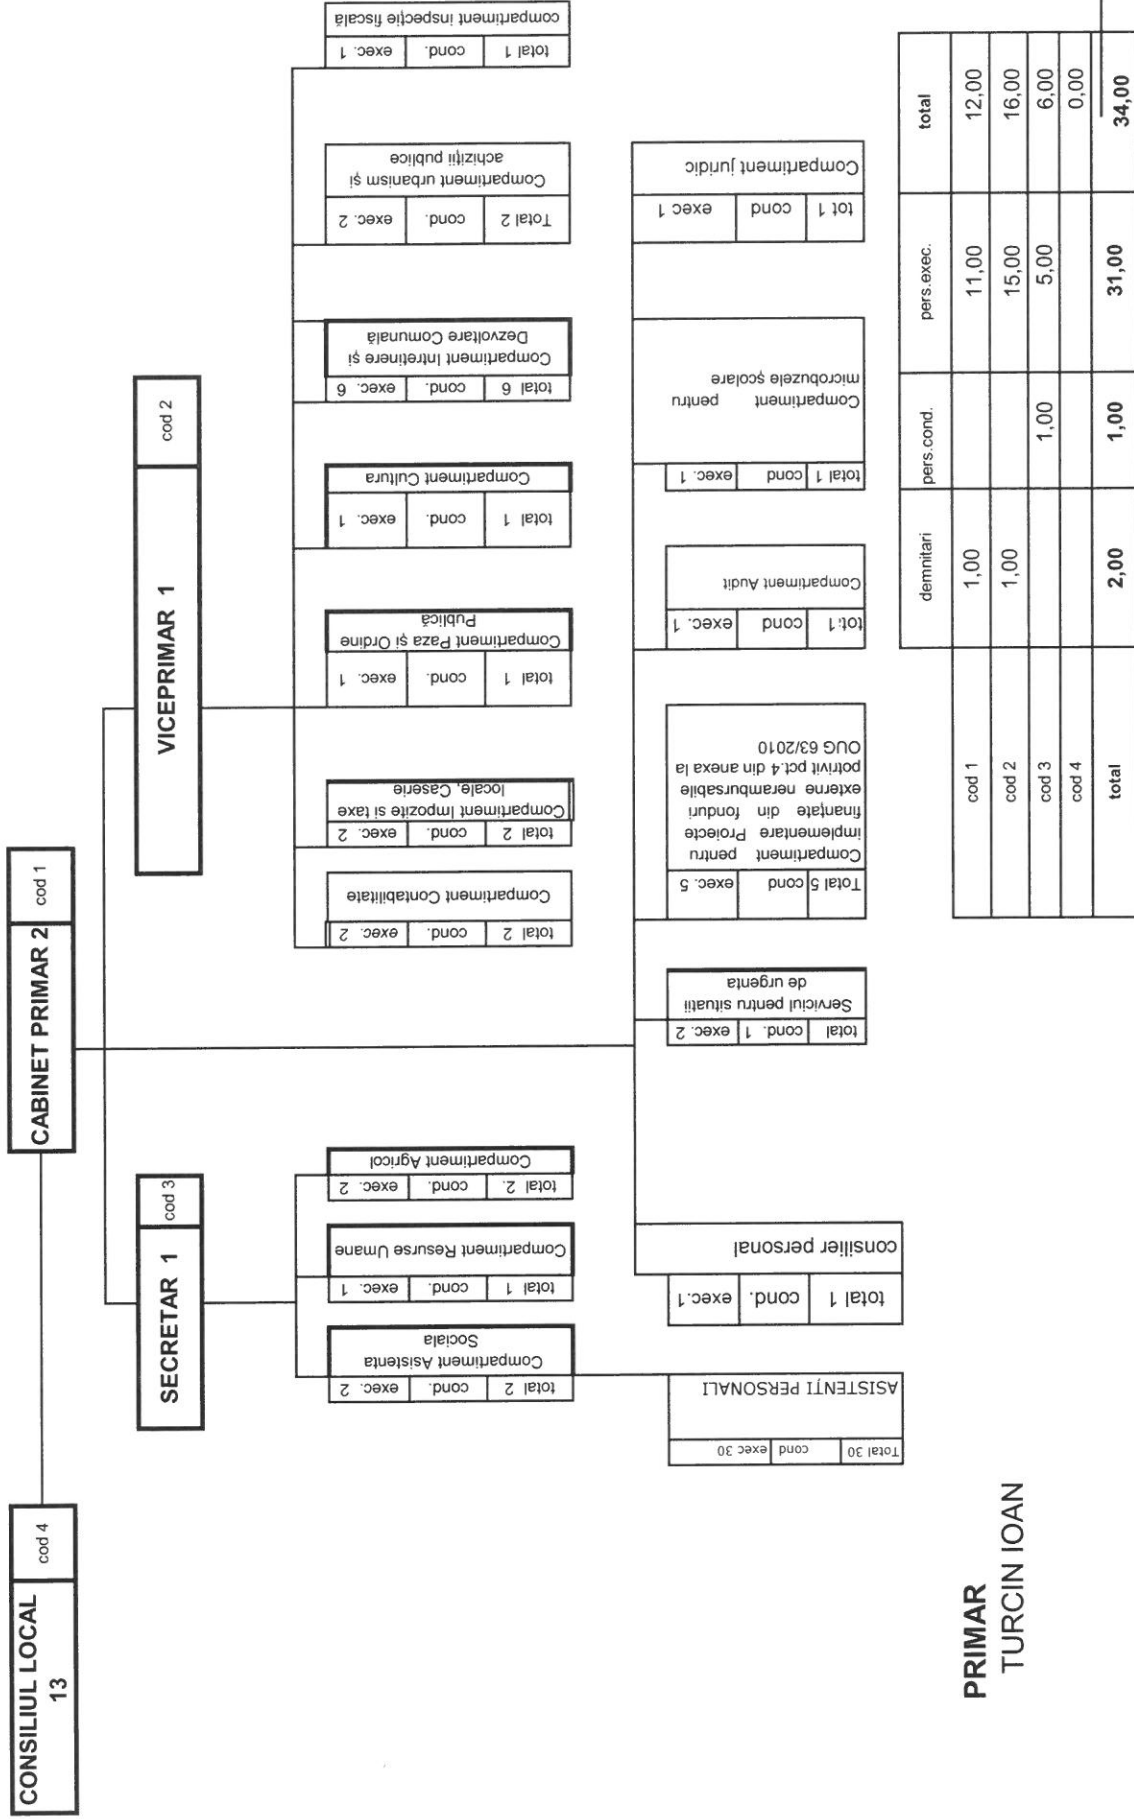 CONSILIUL LOCAL
13
cod 4
CABINET PRIMAR 2
cod 1
SECRETAR 1
cod 3
VICEPRIMAR 1
cod 2
total 2 cond. exec. 2
Compartiment Asistenta
Sociala
total 1 cond. exec. 1
Compartiment Resurse Umane
total 2. cond. exec. 2
Compartiment Agricol
total 2 cond. exec. 2
Compartiment Contabilitate
total 2 cond. exec. 2
Compartiment Impozite si taxe
locale, Caserie
total 1 cond. exec. 1
Compartiment Paza și Ordine
Publică
total 1 cond. exec. 1
Compartiment Cultura
total 6 cond. exec. 6
Compartiment Intretinere și
Dezvoltare Comunală
Total 2 cond. exec. 2
Compartiment urbanism și
achiziții publice
total 1 cond. exec. 1
compartiment inspecție fiscală
Total 30 cond exec 30
ASISTENȚI PERSONALI
total 1 cond. exec.1
consilier personal
total cond. 1 exec. 2
Serviciul pentru situatii
de urgenta
Total 5 cond exec. 5
Compartiment pentru
implementare Proiecte
finanțate din fonduri
externe nerambursabile
potrivit pct.4 din anexa la
OUG 63/2010
tot.1 cond exec. 1
Compartiment Audit
total 1 cond exec. 1
Compartiment pentru
microbuzele școlare
tot 1 cond exec 1
Compartiment juridic
demnitari pers.cond. pers.exec. total
cod 1 1,00 11,00 12,00
cod 2 1,00 15,00 16,00
cod 3 1,00 5,00 6,00
cod 4 0,00
total 2,00 1,00 31,00 34,00
PRIMAR
TURCIN IOAN